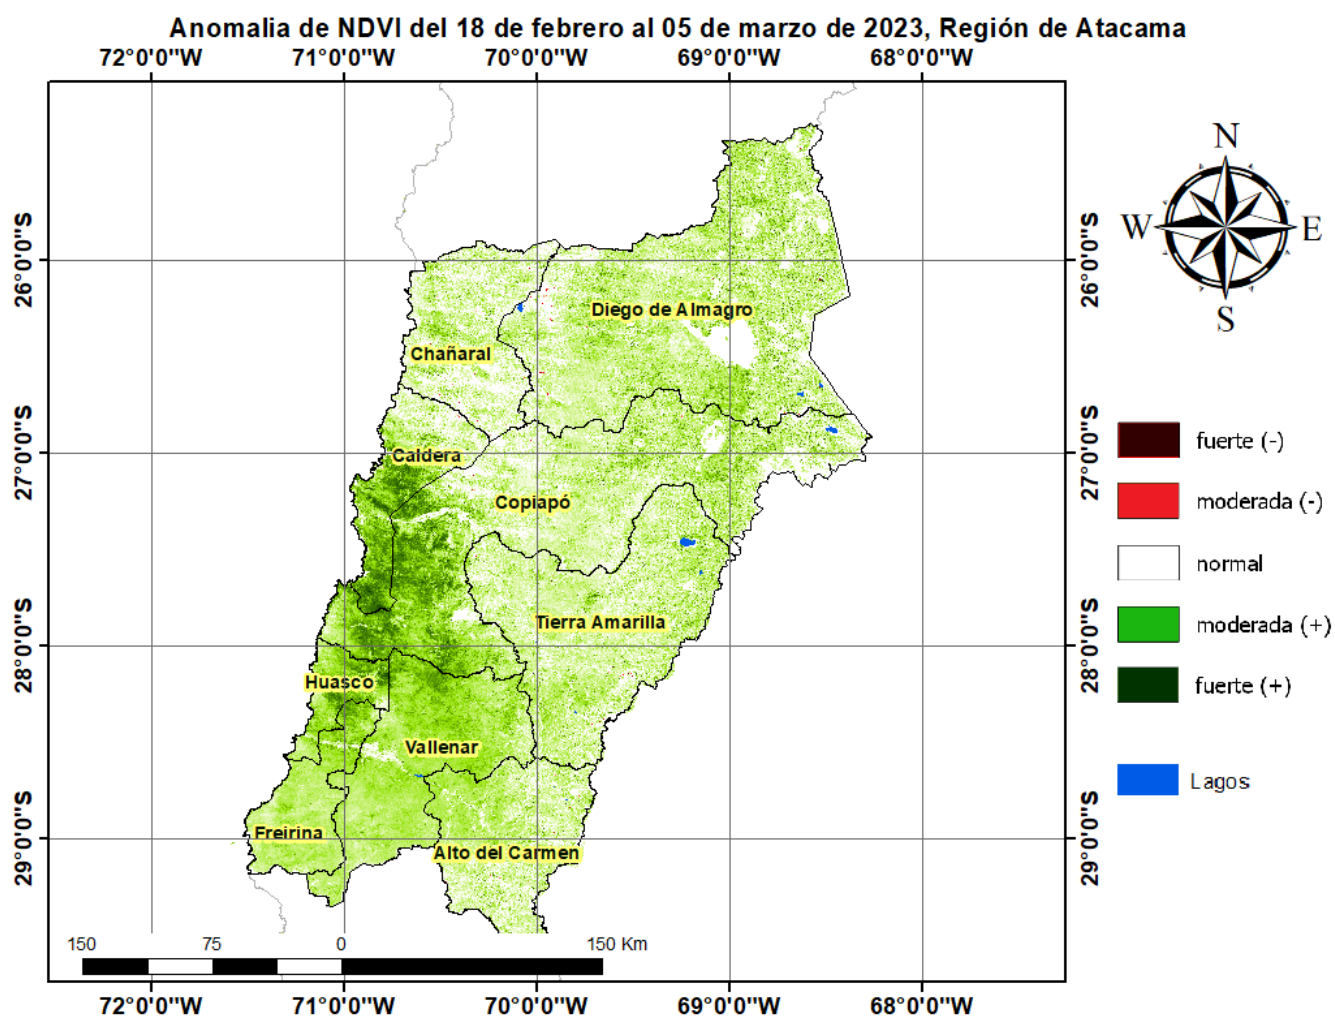 Anomalia de NDVI del 18 de febrero al 05 de marzo de 2023, Región de Atacama
72°0'0"W 71°0'0"W 70°0'0"W 69°0'0"W 68°0'0"W
N
W E
S
26°0'0"S 26°0'0"S
Diego de Almagro
Chañaral
27°0'0"S 27°0'0"S
Caldera
Copiapó
fuerte (-)
moderada (-)
normal
moderada (+)
fuerte (+)
Lagos
28°0'0"S 28°0'0"S
Tierra Amarilla
Huasco
Vallenar
29°0'0"S 29°0'0"S
Freirina
Alto del Carmen
150 75 0 150 Km
72°0'0"W 71°0'0"W 70°0'0"W 69°0'0"W 68°0'0"W